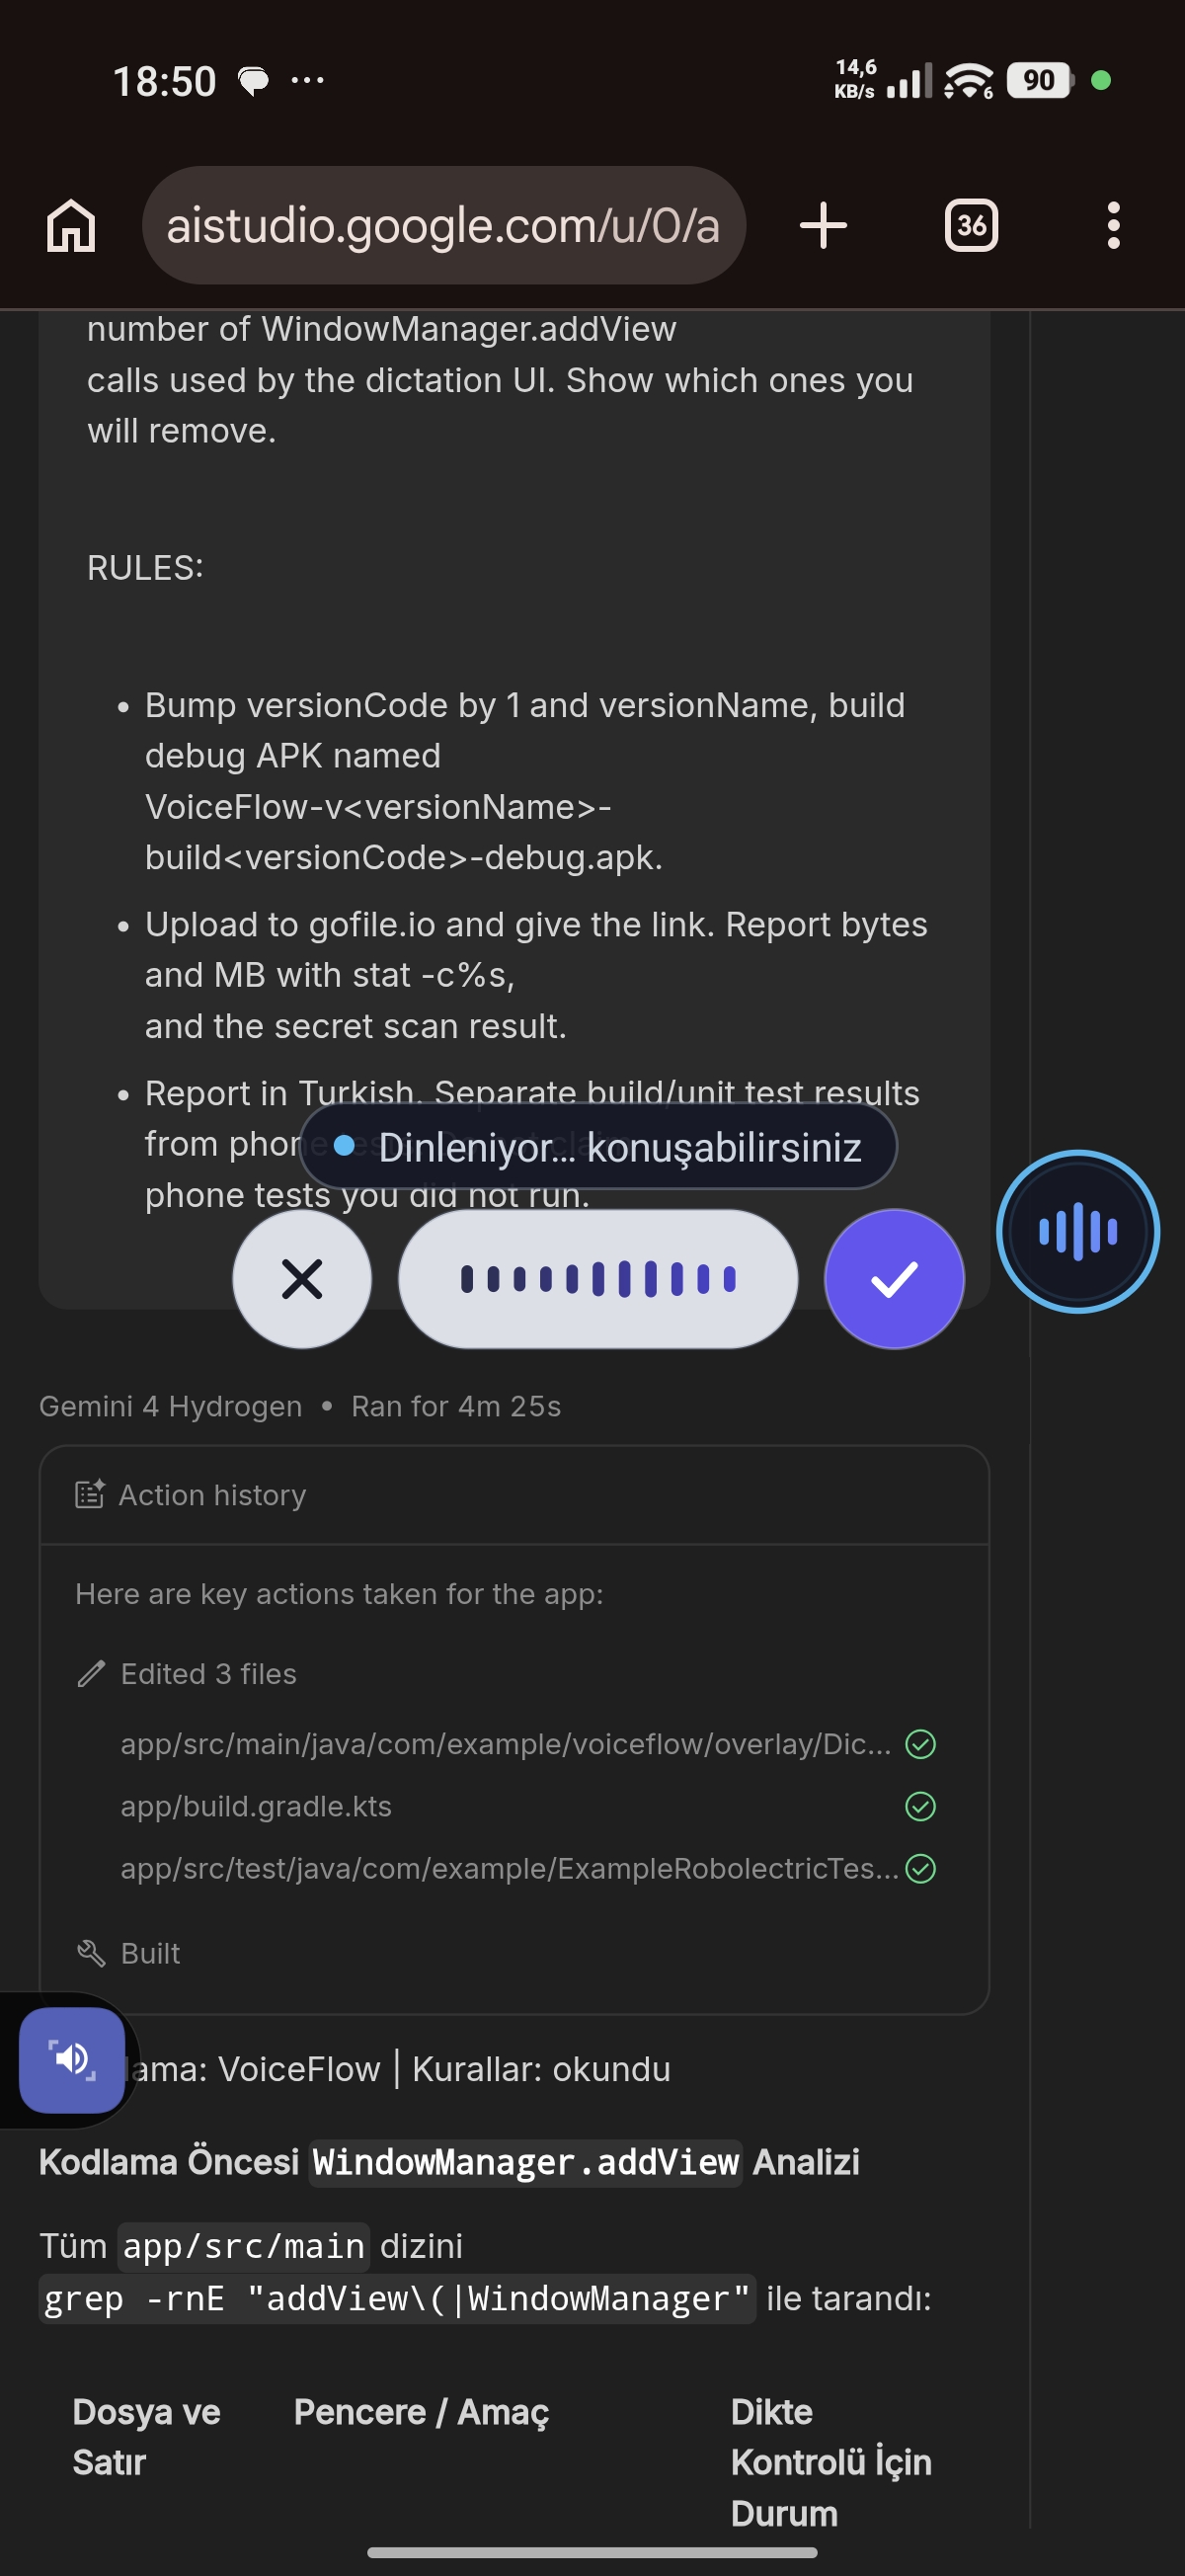 18:50
14,6
KB/s
6
90
aistudio.google.com/u/0/a
36
number of WindowManager.addView
calls used by the dictation UI. Show which ones you
will remove.
RULES:
• Bump versionCode by 1 and versionName, build
debug APK named
VoiceFlow-v<versionName>-
build<versionCode>-debug.apk.
• Upload to gofile.io and give the link. Report bytes
and MB with stat -c%s,
and the secret scan result.
• Report in Turkish. Separate build/unit test results
from phone
Dinleniyor... konuşabilirsiniz
phone tests you did not run.
Gemini 4 Hydrogen • Ran for 4m 25s
Action history
Here are key actions taken for the app:
Edited 3 files
app/src/main/java/com/example/voiceflow/overlay/Dic...
app/build.gradle.kts
app/src/test/java/com/example/ExampleRobolectricTes...
Built
lama: VoiceFlow | Kurallar: okundu
Kodlama Öncesi WindowManager.addView Analizi
Tüm app/src/main dizini
grep -rnE "addView\(|WindowManager" ile tarandı:
Dosya ve Pencere / Amaç Dikte
Satır Kontrolü İçin
Durum